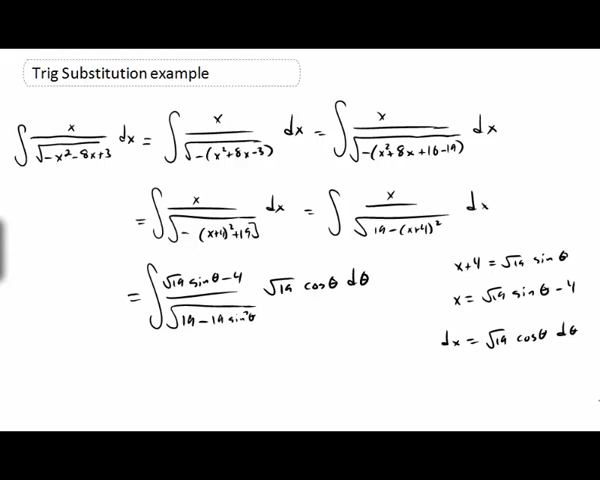 Trig Substitution example
∫ x/√(-x²-8x+3) dx = ∫ x/√(-(x²+8x-3)) dx = ∫ x/√(-(x²+8x+16-19)) dx
= ∫ x/√(-(x+4)²+19] dx = ∫ x/√(19-(x+4)²) dx
x+4 = √19 sinθ
= ∫ (√19 sinθ-4)/√(19-19 sin²θ) √19 cosθ dθ
x = √19 sinθ - 4
dx = √19 cosθ dθ